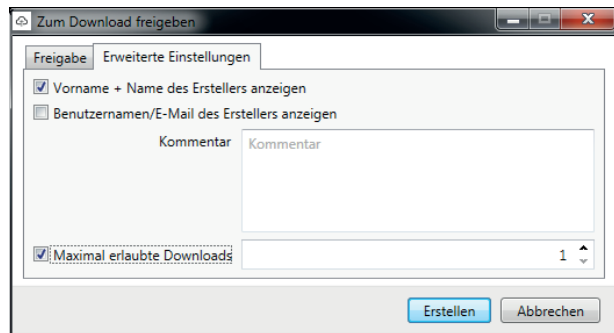 Zum Download freigeben
Freigabe Erweiterte Einstellungen
Vorname + Name des Erstellers anzeigen
Benutzernamen/E-Mail des Erstellers anzeigen
Kommentar Kommentar
Maximal erlaubte Downloads 1
Erstellen Abbrechen